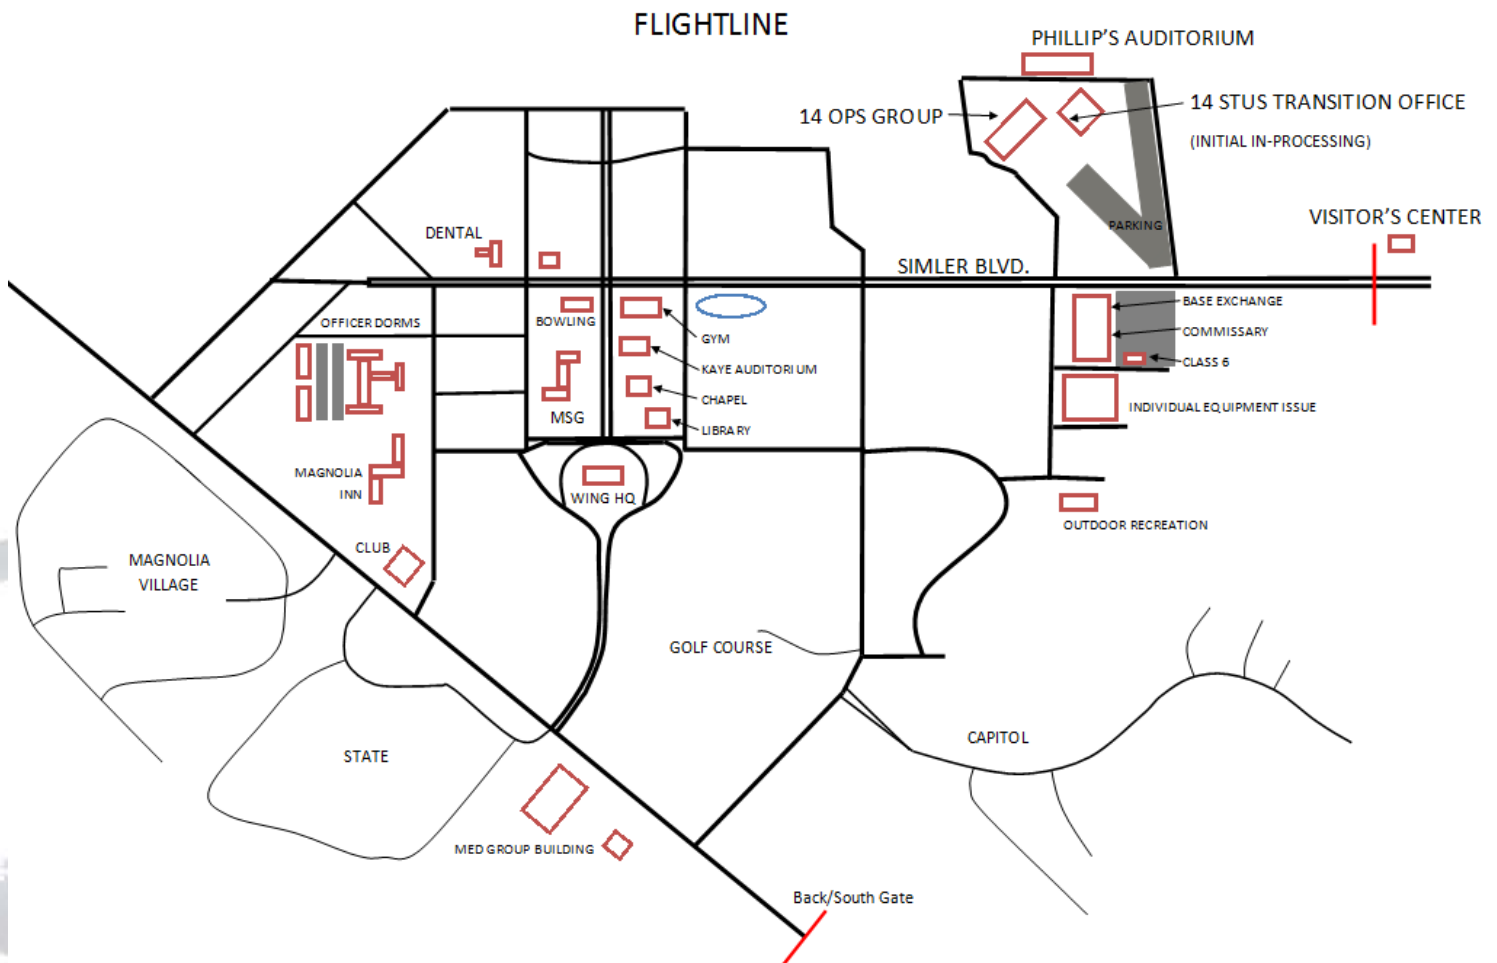 FLIGHTLINE
PHILLIP'S AUDITORIUM
14 OPS GROUP
14 STUS TRANSITION OFFICE
(INITIAL IN-PROCESSING)
PARKING
VISITOR'S CENTER
DENTAL
SIMLER BLVD.
OFFICER DORMS
BOWLING
GYM
KAYE AUDITORIUM
CHAPEL
LIBRARY
MSG
BASE EXCHANGE
COMMISSARY
CLASS 6
INDIVIDUAL EQUIPMENT ISSUE
MAGNOLIA
INN
WING HQ
OUTDOOR RECREATION
CLUB
MAGNOLIA
VILLAGE
GOLF COURSE
STATE
CAPITOL
MED GROUP BUILDING
Back/South Gate